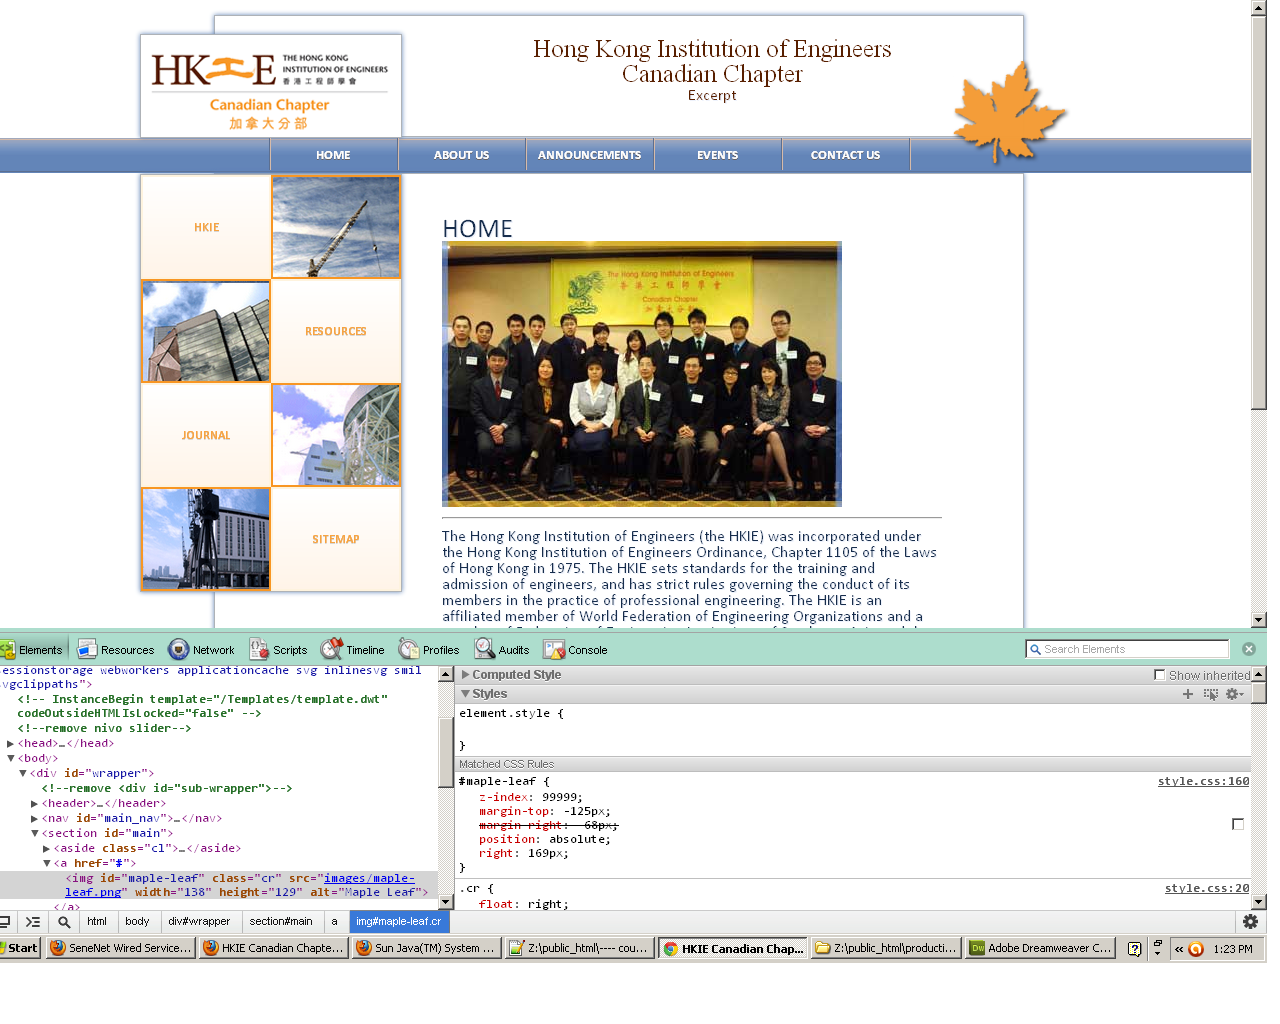 Hong Kong Institution of Engineers
Canadian Chapter
Excerpt
HKIE THE HONG KONG
INSTITUTION OF ENGINEERS
香港工程師學會
Canadian Chapter
加拿大分部
HOME ABOUT US ANNOUNCEMENTS EVENTS CONTACT US
HKIE
RESOURCES
JOURNAL
SITEMAP
HOME
The Hong Kong Institution of Engineers
香港工程師學會
Canadian Chapter
加拿大分部
The Hong Kong Institution of Engineers (the HKIE) was incorporated under
the Hong Kong Institution of Engineers Ordinance, Chapter 1105 of the Laws
of Hong Kong in 1975. The HKIE sets standards for the training and
admission of engineers, and has strict rules governing the conduct of its
members in the practice of professional engineering. The HKIE is an
affiliated member of World Federation of Engineering Organizations and a
Elements Resources Network Scripts Timeline Profiles Audits Console Search Elements
essionstorage webworkers applicationcache svg inlinesvg smil
vgclippaths">
<!-- InstanceBegin template="/Templates/template.dwt"
codeOutsideHTMLIsLocked="false" -->
<!--remove nivo slider-->
<head>…</head>
<body>
<div id="wrapper">
<!--remove <div id="sub-wrapper">-->
<header>…</header>
<nav id="main_nav">…</nav>
<section id="main">
<aside class="cl">…</aside>
<a href="#">
<img id="maple-leaf" class="cr" src="images/maple-
leaf.png" width="138" height="129" alt="Maple Leaf">
</a>
Computed Style Show inherited
Styles
element.style {
}
Matched CSS Rules
#maple-leaf { style.css:160
z-index: 99999;
margin-top: -125px;
margin-right: -68px;
position: absolute;
right: 169px;
}
.cr { style.css:20
float: right;
html body div#wrapper section#main a img#maple-leaf.cr
Start SeneNet Wired Service... HKIE Canadian Chapte... Sun Java(TM) System ... Z:\public_html\---- cou... HKIE Canadian Chap... Z:\public_html\producti... Adobe Dreamweaver C... 1:23 PM